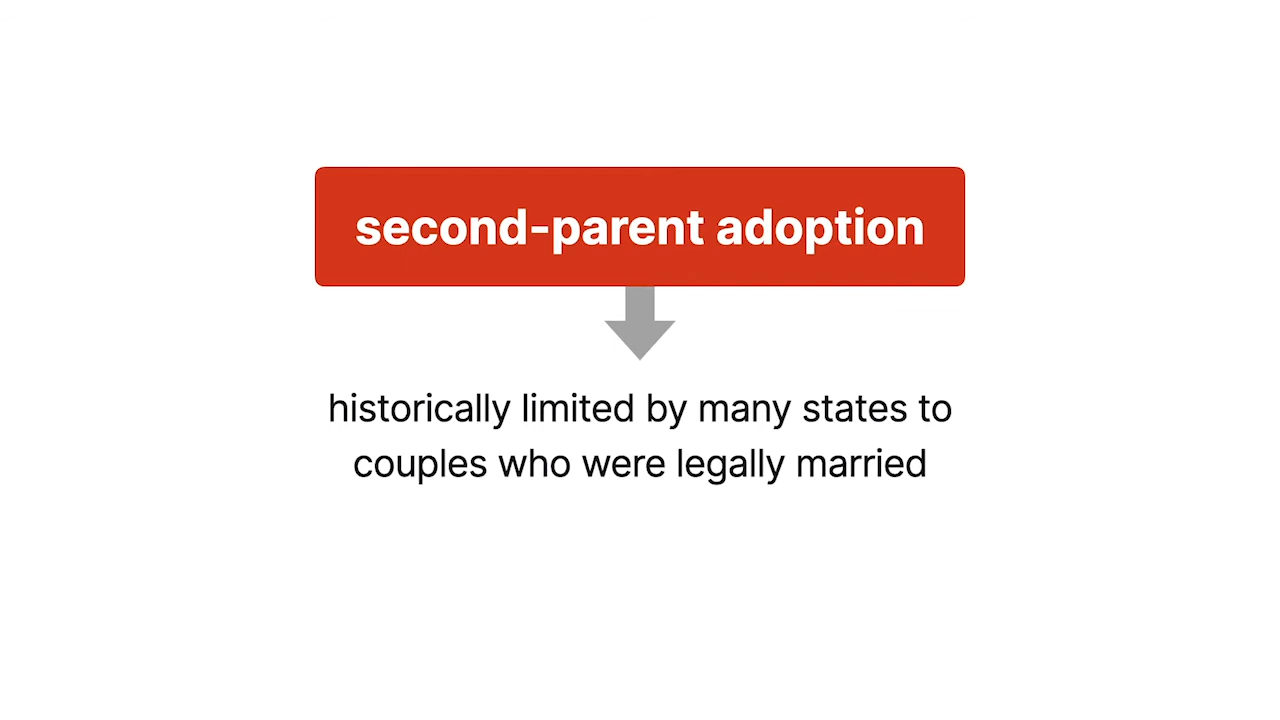 second-parent adoption
historically limited by many states to
couples who were legally married